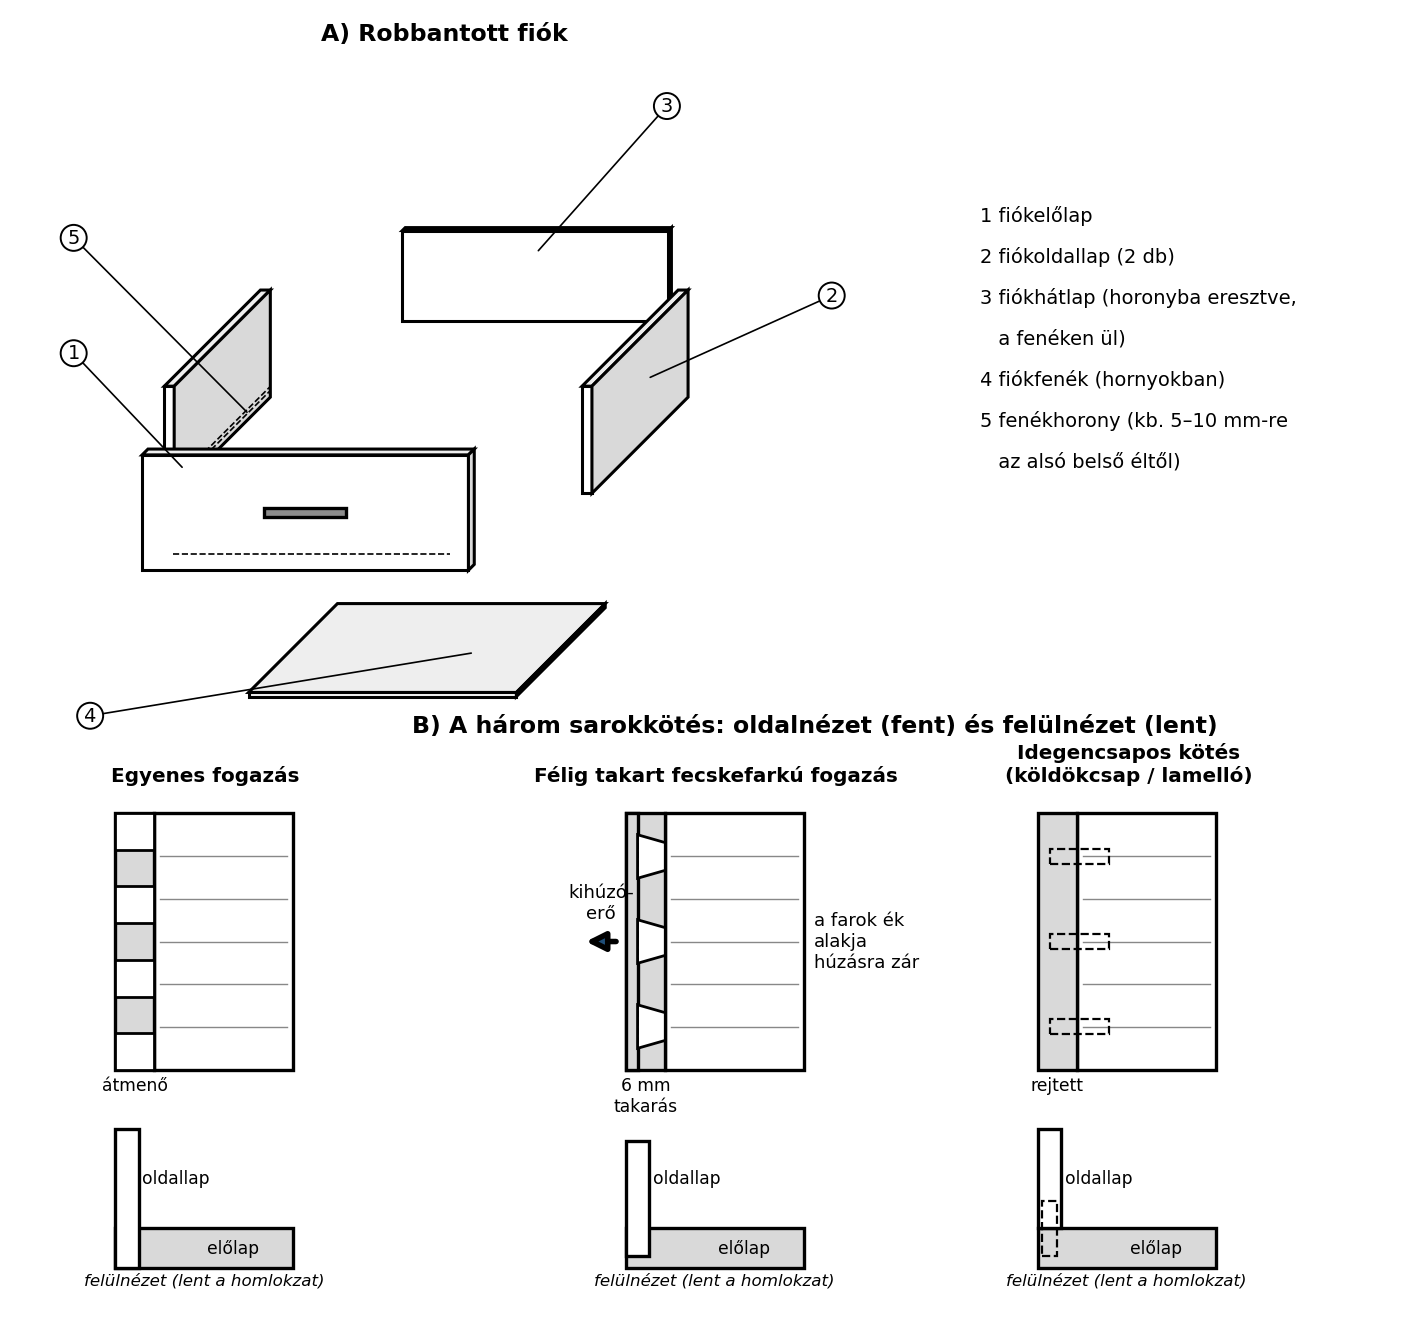 A) Robbantott fiók
3
5
2
1
4
1 fiókelőlap
2 fiókoldallap (2 db)
3 fiókhátlap (horonyba eresztve,
a fenéken ül)
4 fiókfenék (hornyokban)
5 fenékhorony (kb. 5–10 mm-re
az alsó belső éltől)
B) A három sarokkötés: oldalnézet (fent) és felülnézet (lent)
Egyenes fogazás
átmenő
oldallap
előlap
felülnézet (lent a homlokzat)
Félig takart fecskefarkú fogazás
kihúzó-
erő
a farok ék
alakja
húzásra zár
6 mm
takarás
oldallap
előlap
felülnézet (lent a homlokzat)
Idegencsapos kötés
(köldökcsap / lamelló)
rejtett
oldallap
előlap
felülnézet (lent a homlokzat)